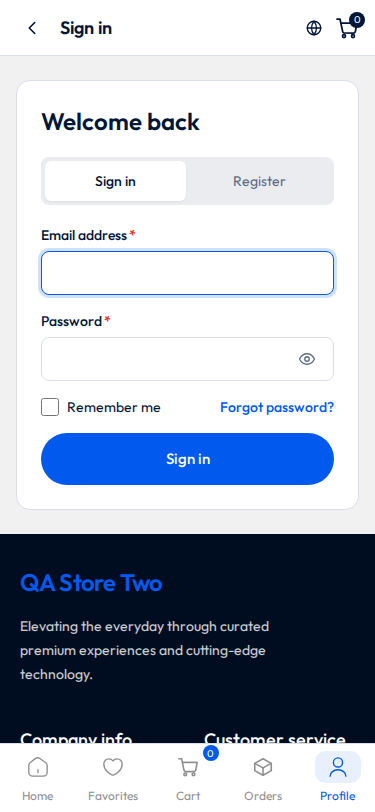 Sign in
0
Welcome back
Sign in
Register
Email address *
Password *
Remember me
Forgot password?
Sign in
QA Store Two
Elevating the everyday through curated
premium experiences and cutting-edge
technology.
Company info
Customer service
0
Home
Favorites
Cart
Orders
Profile